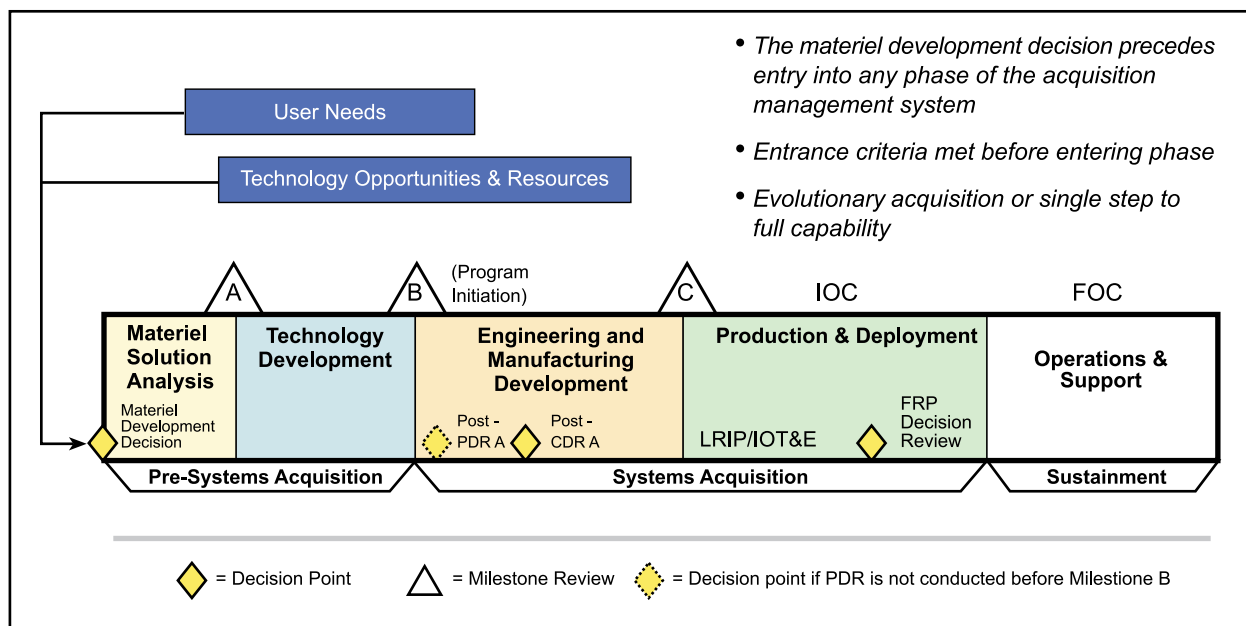 • The materiel development decision precedes
entry into any phase of the acquisition
management system
• Entrance criteria met before entering phase
• Evolutionary acquisition or single step to
full capability
User Needs
Technology Opportunities & Resources
A
B
(Program
Initiation)
C
IOC
FOC
Materiel
Solution
Analysis
Materiel
Development
Decision
Technology
Development
Engineering and
Manufacturing
Development
Post -
PDR A
Post -
CDR A
Production & Deployment
LRIP/IOT&E
FRP
Decision
Review
Operations &
Support
Pre-Systems Acquisition
Systems Acquisition
Sustainment
= Decision Point
= Milestone Review
= Decision point if PDR is not conducted before Milestone B